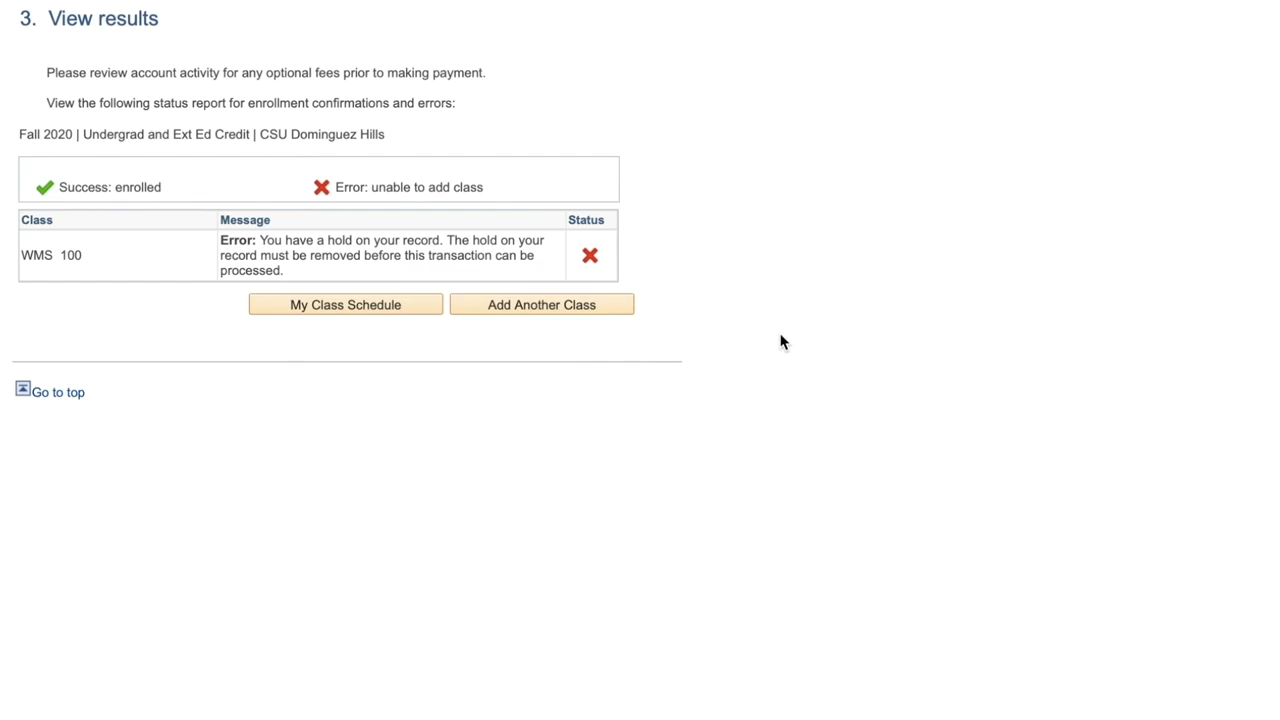 3. View results
Please review account activity for any optional fees prior to making payment.
View the following status report for enrollment confirmations and errors:
Fall 2020 | Undergrad and Ext Ed Credit | CSU Dominguez Hills
Success: enrolled
Error: unable to add class
Class Message Status
WMS 100
Error: You have a hold on your record. The hold on your
record must be removed before this transaction can be
processed.
My Class Schedule
Add Another Class
Go to top